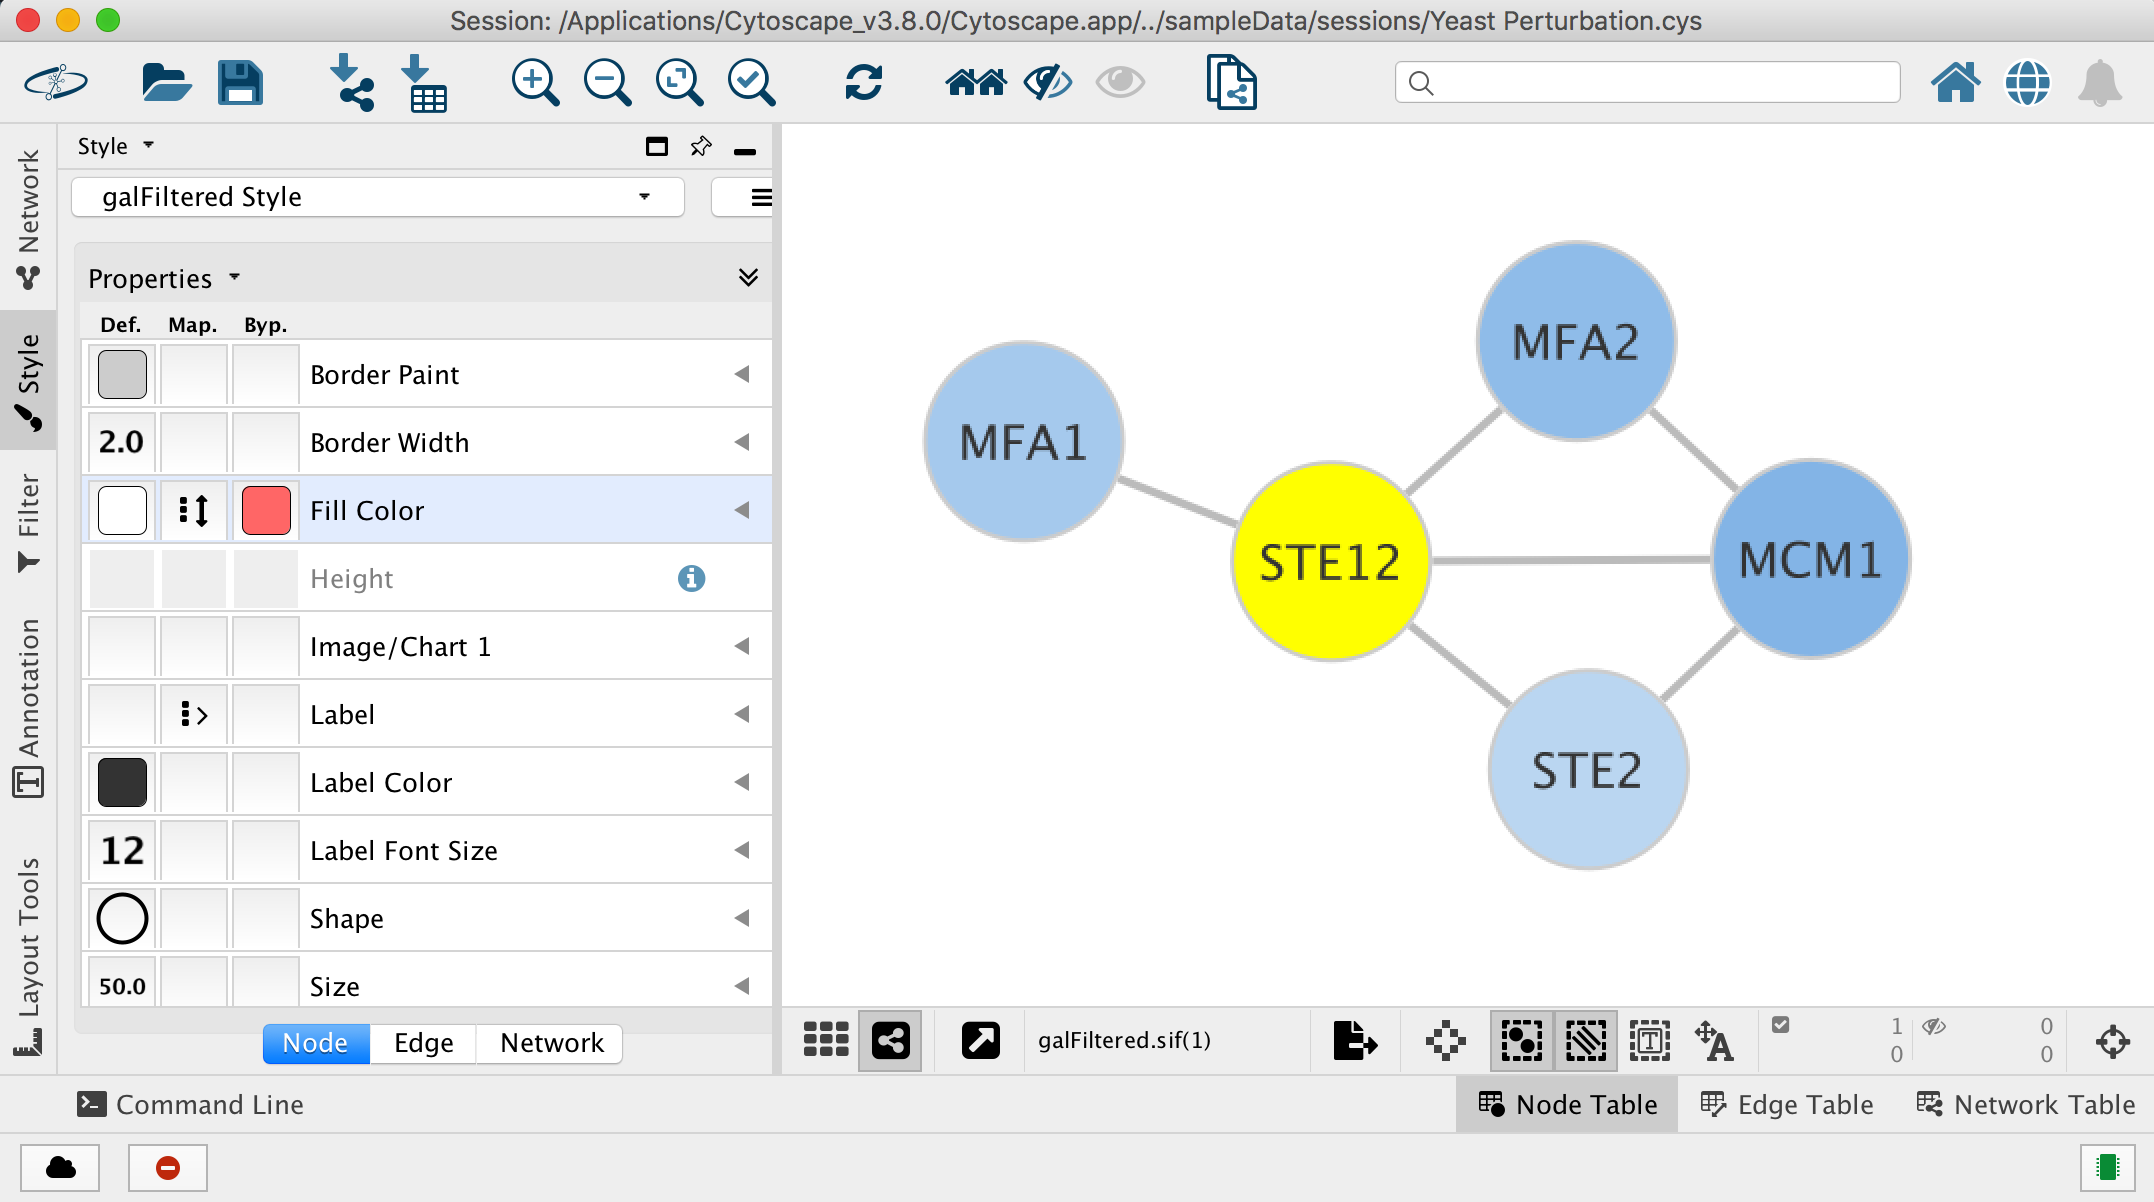 Session: /Applications/Cytoscape_v3.8.0/Cytoscape.app/../sampleData/sessions/Yeast Perturbation.cys
Network
Style
Filter
Annotation
Layout Tools
Style
galFiltered Style
Properties
Def. Map. Byp.
Border Paint
2.0 Border Width
Fill Color
Height
Image/Chart 1
Label
Label Color
12 Label Font Size
Shape
50.0 Size
Node Edge Network
MFA2
MFA1
STE12
MCM1
STE2
galFiltered.sif(1)
1 0
0 0
Command Line
Node Table Edge Table Network Table